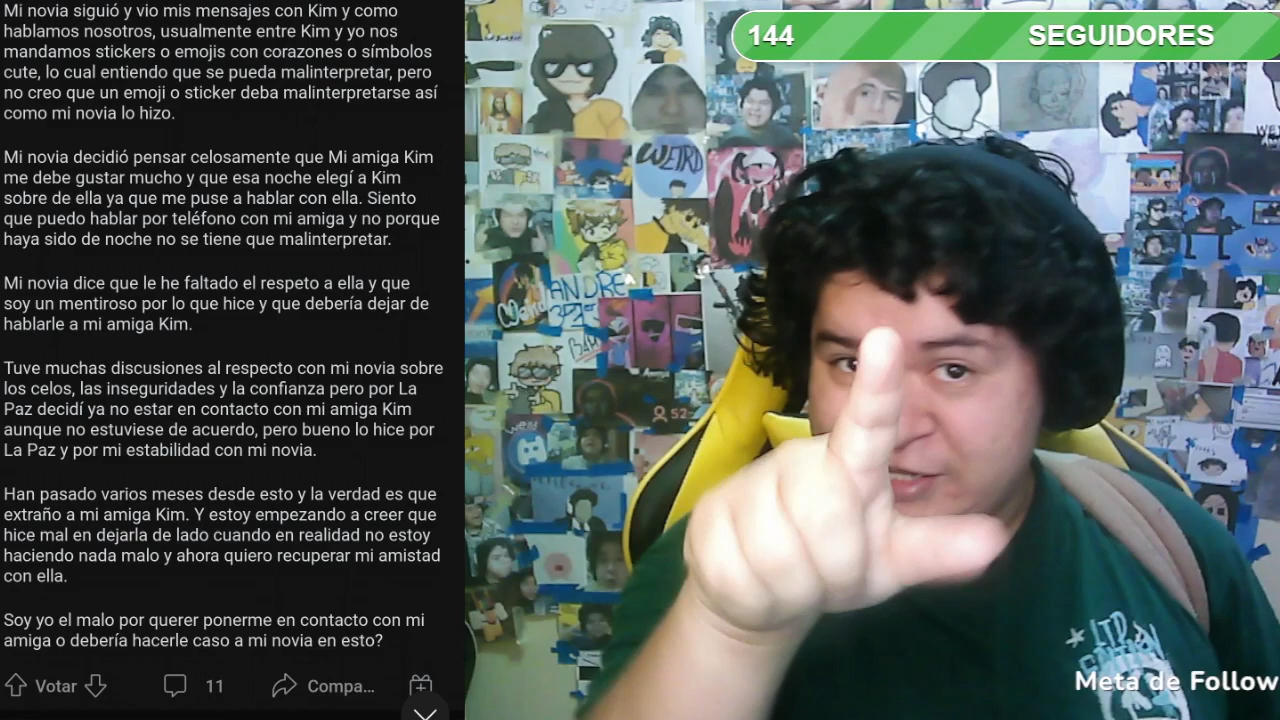 Mi novia siguió y vio mis mensajes con Kim y como
hablamos nosotros, usualmente entre Kim y yo nos
mandamos stickers o emojis con corazones o símbolos
cute, lo cual entiendo que se pueda malinterpretar, pero
no creo que un emoji o sticker deba malinterpretarse así
como mi novia lo hizo.
Mi novia decidió pensar celosamente que Mi amiga Kim
me debe gustar mucho y que esa noche elegí a Kim
sobre de ella ya que me puse a hablar con ella. Siento
que puedo hablar por teléfono con mi amiga y no porque
haya sido de noche no se tiene que malinterpretar.
Mi novia dice que le he faltado el respeto a ella y que
soy un mentiroso por lo que hice y que debería dejar de
hablarle a mi amiga Kim.
Tuve muchas discusiones al respecto con mi novia sobre
los celos, las inseguridades y la confianza pero por La
Paz decidí ya no estar en contacto con mi amiga Kim
aunque no estuviese de acuerdo, pero bueno lo hice por
La Paz y por mi estabilidad con mi novia.
Han pasado varios meses desde esto y la verdad es que
extraño a mi amiga Kim. Y estoy empezando a creer que
hice mal en dejarla de lado cuando en realidad no estoy
haciendo nada malo y ahora quiero recuperar mi amistad
con ella.
Soy yo el malo por querer ponerme en contacto con mi
amiga o debería hacerle caso a mi novia en esto?
Votar 11 Compa...
144 SEGUIDORES
WEIRD
ANDRE
LTD
Meta de Follow